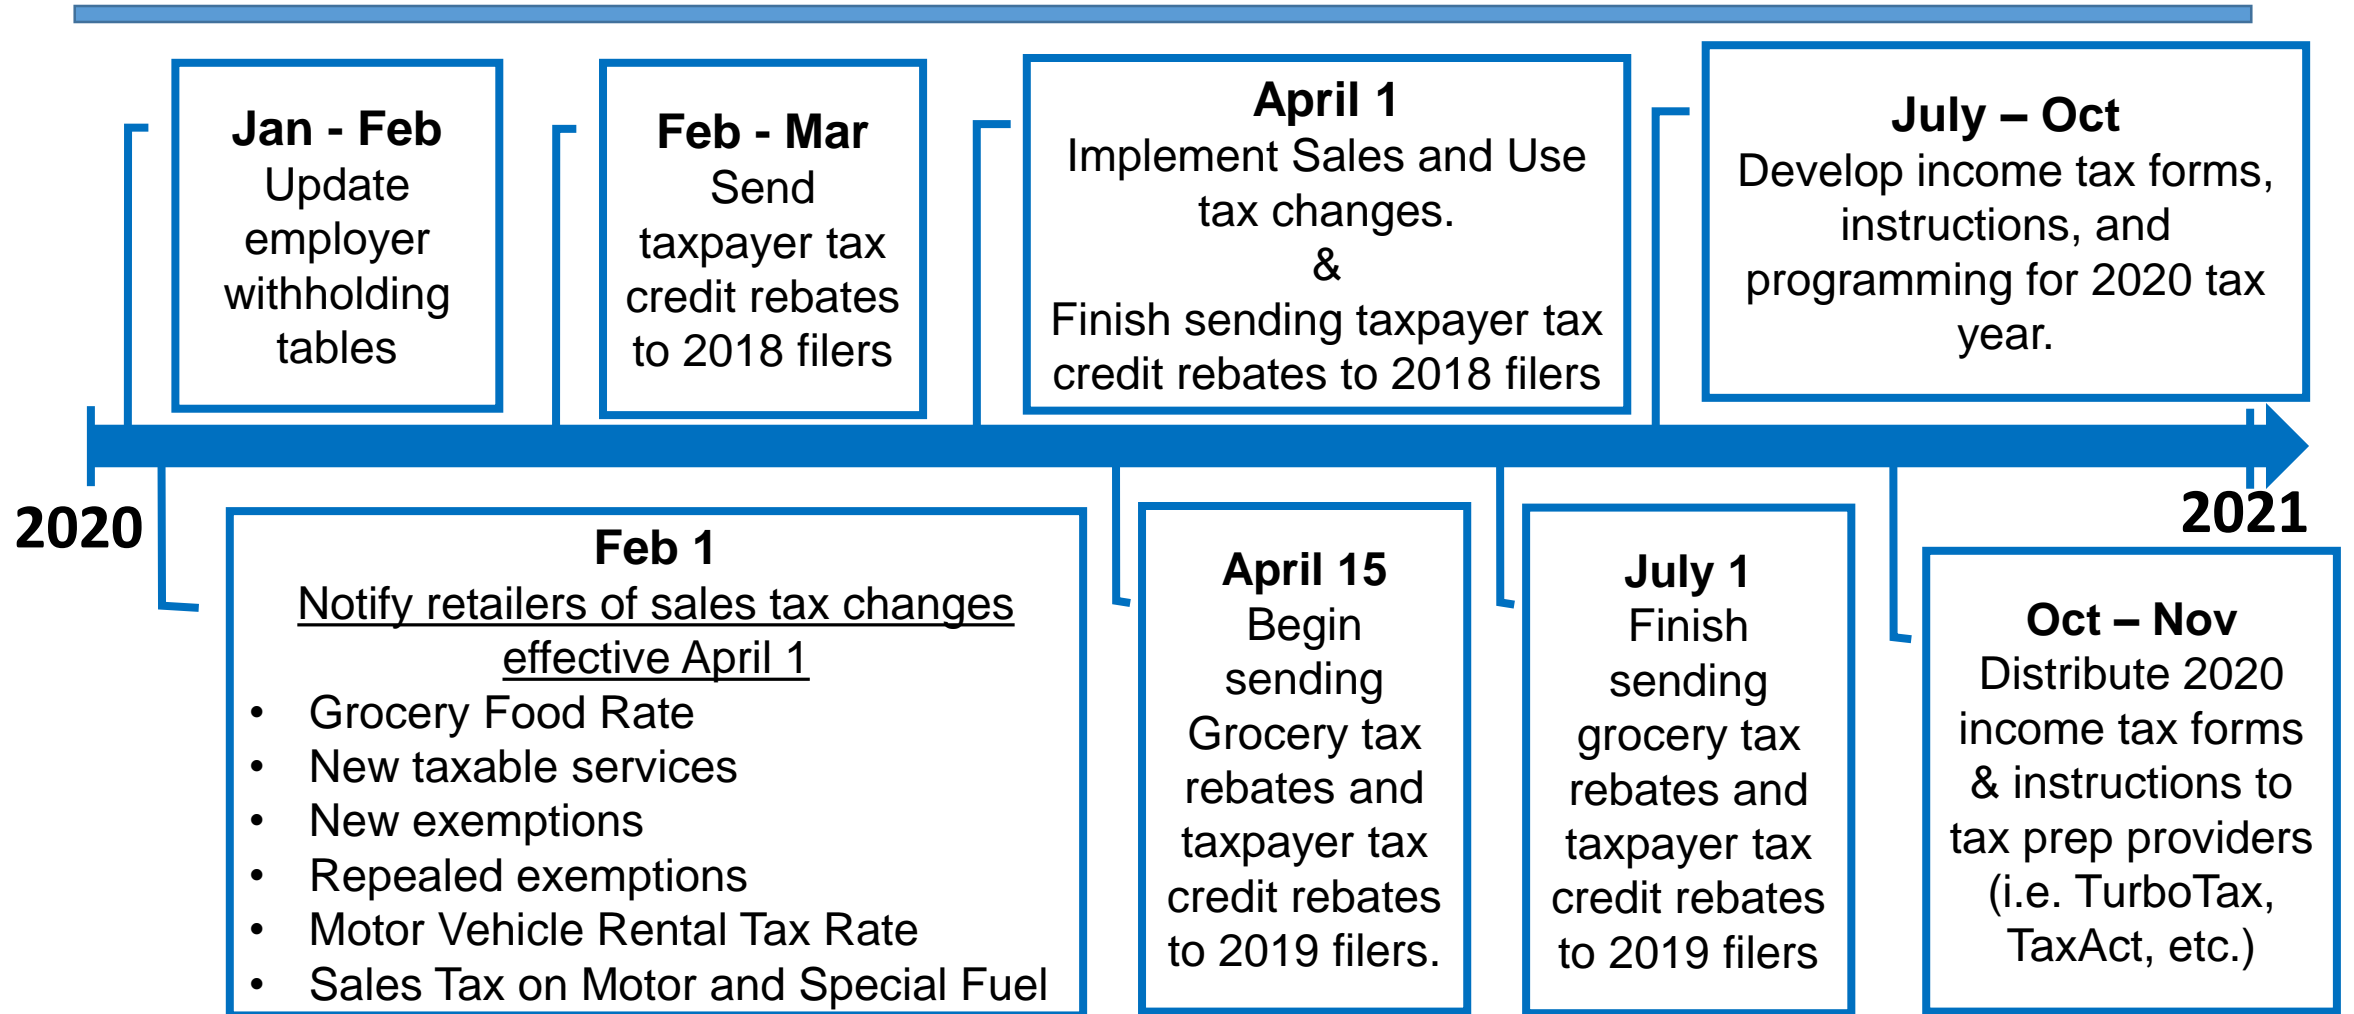 Jan - Feb
Update
employer
withholding
tables
Feb - Mar
Send
taxpayer tax
credit rebates
to 2018 filers
April 1
Implement Sales and Use
tax changes.
&
Finish sending taxpayer tax
credit rebates to 2018 filers
July – Oct
Develop income tax forms,
instructions, and
programming for 2020 tax
year.
2020
2021
Feb 1
Notify retailers of sales tax changes
effective April 1
• Grocery Food Rate
• New taxable services
• New exemptions
• Repealed exemptions
• Motor Vehicle Rental Tax Rate
• Sales Tax on Motor and Special Fuel
April 15
Begin
sending
Grocery tax
rebates and
taxpayer tax
credit rebates
to 2019 filers.
July 1
Finish
sending
grocery tax
rebates and
taxpayer tax
credit rebates
to 2019 filers
Oct – Nov
Distribute 2020
income tax forms
& instructions to
tax prep providers
(i.e. TurboTax,
TaxAct, etc.)